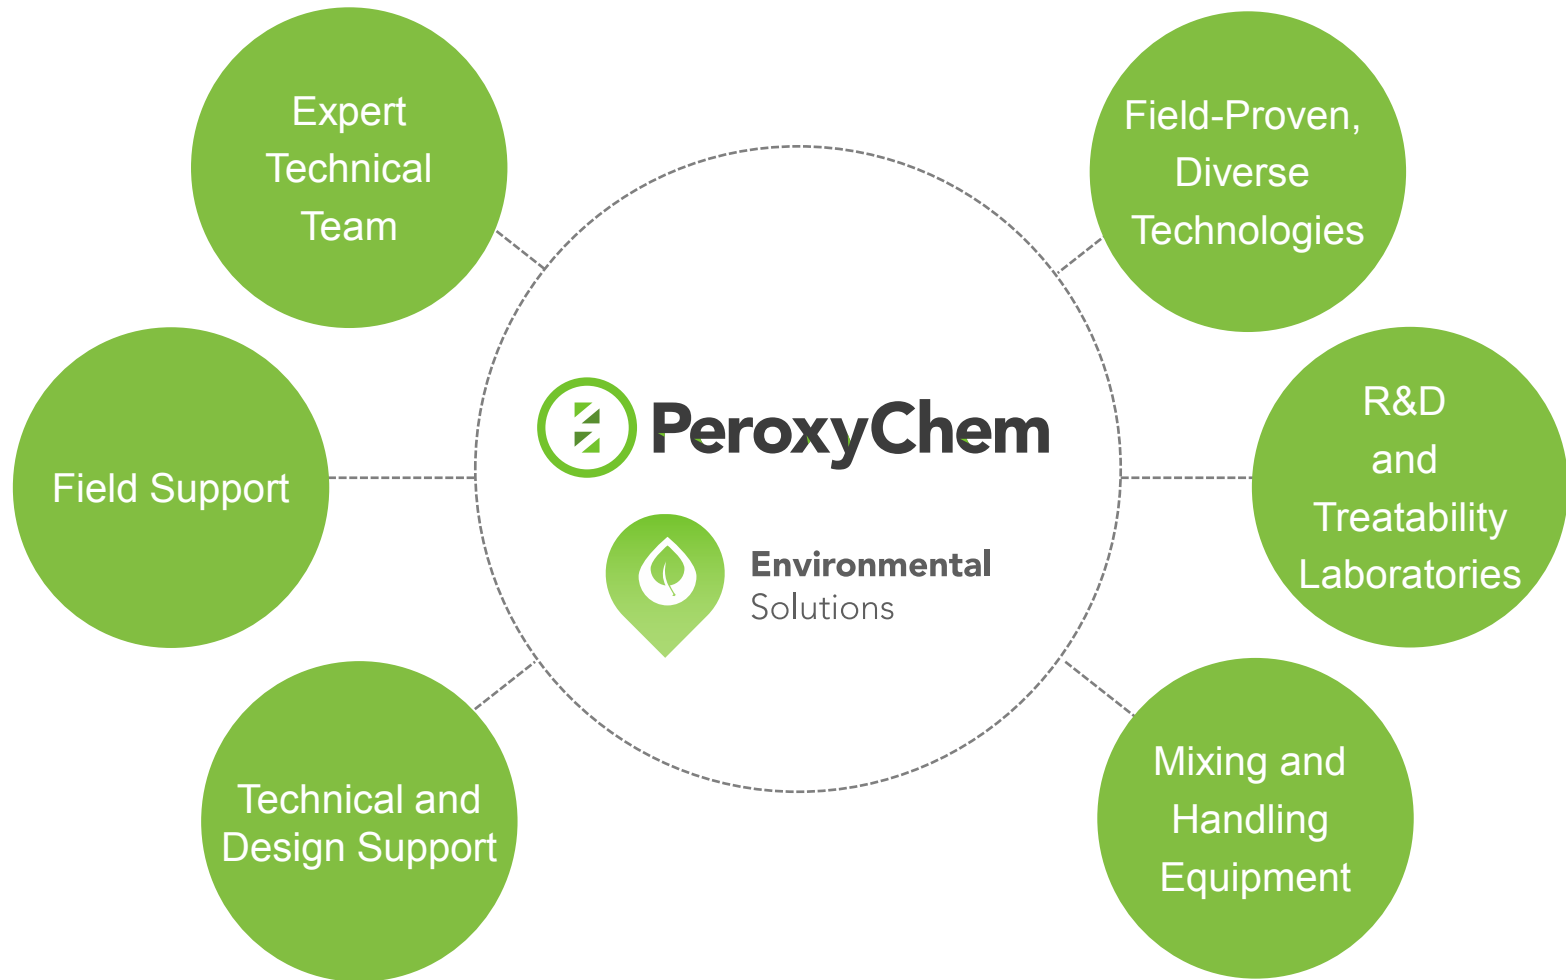 Expert
Technical
Team
Field-Proven,
Diverse
Technologies
Field Support
PeroxyChem
Environmental
Solutions
R&D
and
Treatability
Laboratories
Technical and
Design Support
Mixing and
Handling
Equipment